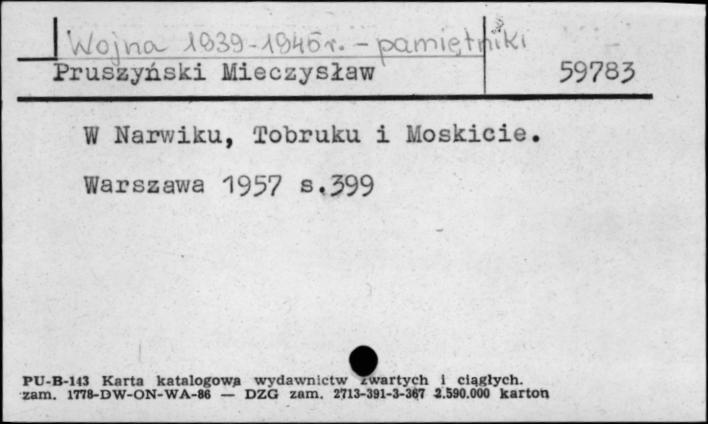 Wojna 1939-1945 r. - pamiętniki
Pruszyński Mieczysław 59783
W Narwiku, Tobruku i Moskicie.
Warszawa 1957 s.399
PU-B-143 Karta katalogowa wydawnictw zwartych i ciągłych.
zam. 1778-DW-ON-WA-86 — DZG zam. 2713-391-3-367 2.590.000 karton